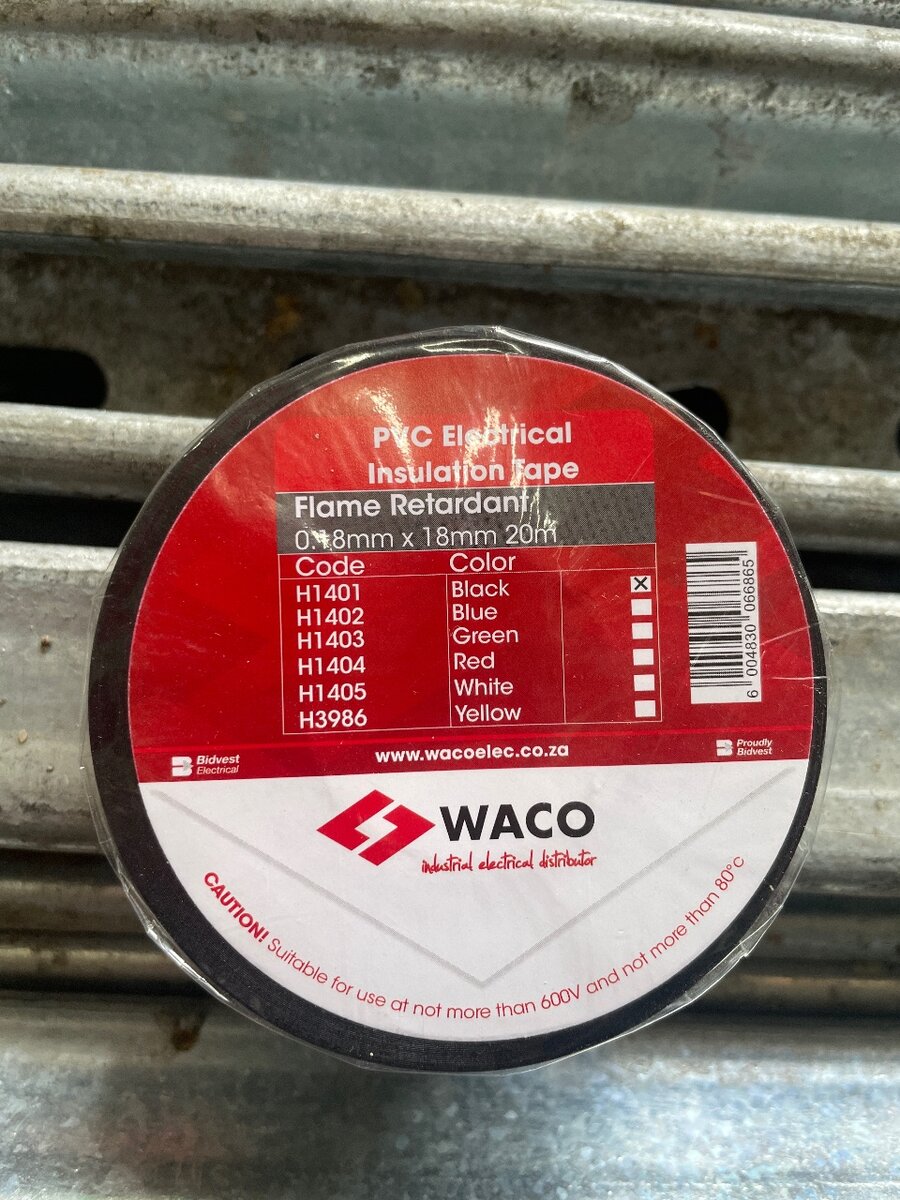 PVC Electrical
Insulation Tape
Flame Retardant
0.18mm x 18mm 20m
Code Color
H1401 Black
H1402 Blue
H1403 Green
H1404 Red
H1405 White
H3986 Yellow
6 004830 066865
Bidvest
Electrical
www.wacoelec.co.za
Proudly
Bidvest
WACO
industrial electrical distributor
CAUTION! Suitable for use at not more than 600V and not more than 80°c